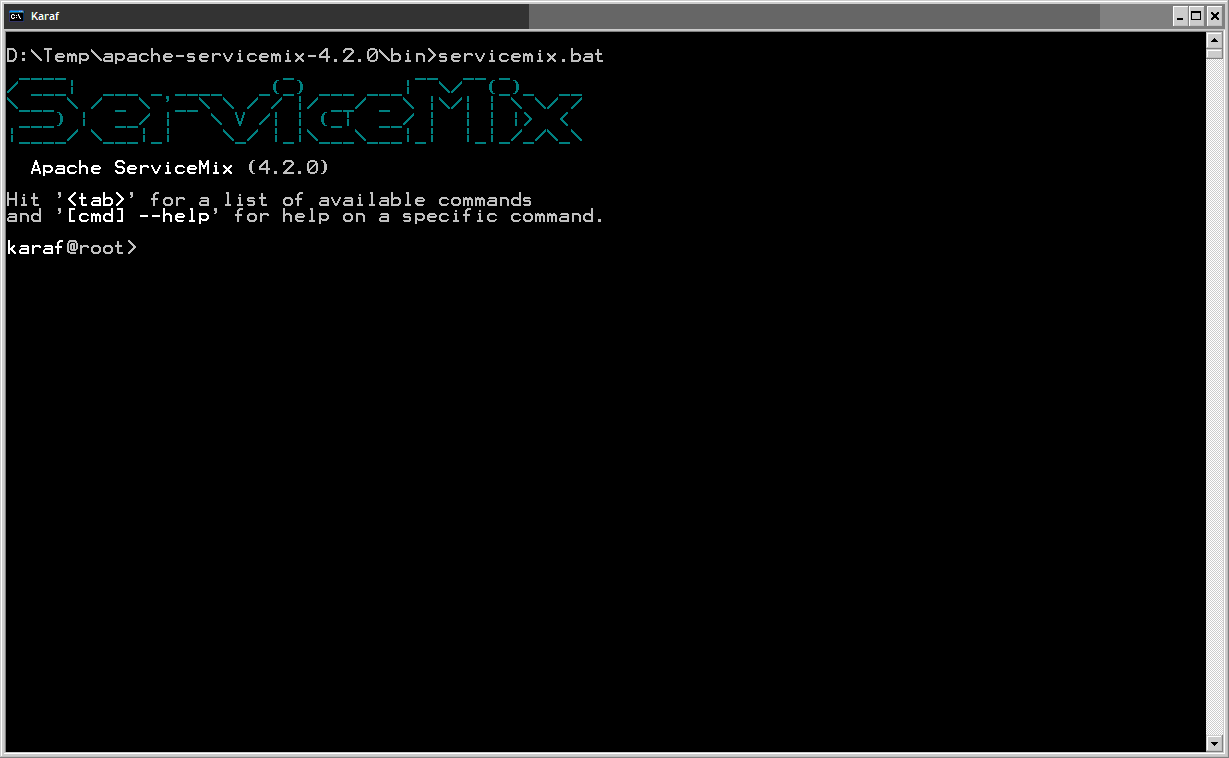 Karaf
D:\Temp\apache-servicemix-4.2.0\bin>servicemix.bat
ServiceMix
Apache ServiceMix (4.2.0)
Hit '<tab>' for a list of available commands
and '[cmd] --help' for help on a specific command.
karaf@root>